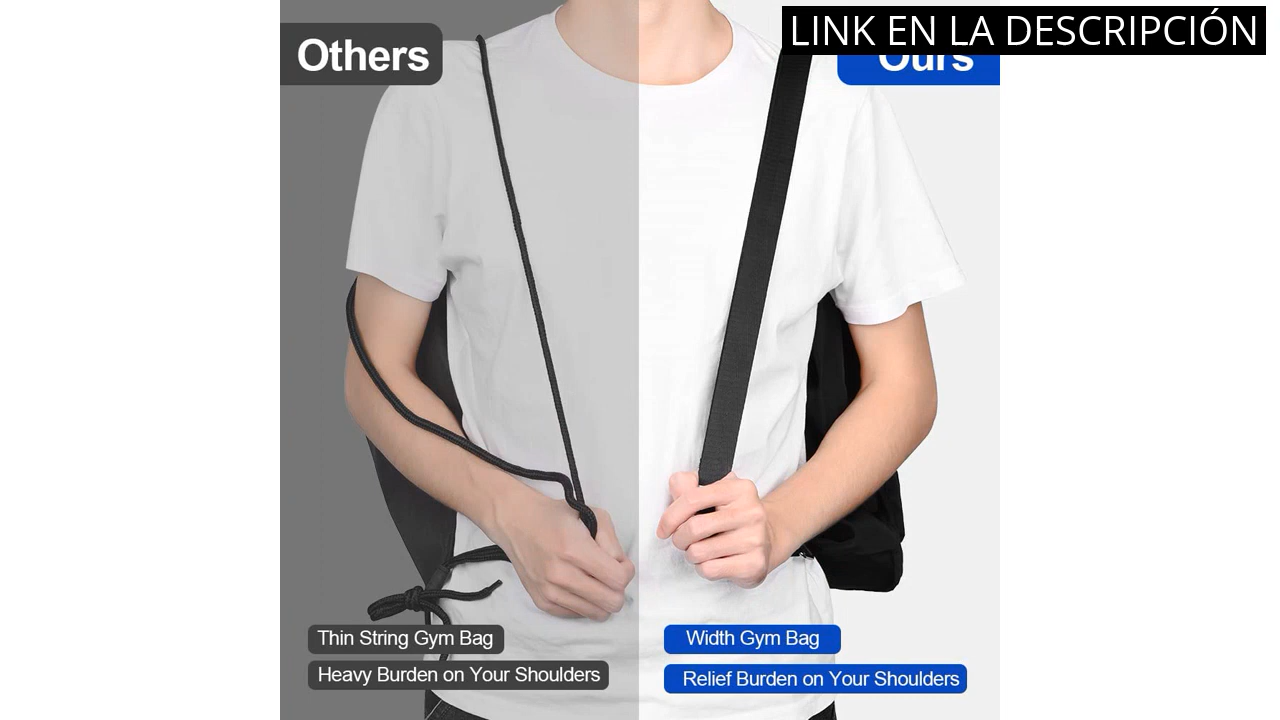 LINK EN LA DESCRIPCIÓN
Others
Ours
Thin String Gym Bag
Width Gym Bag
Heavy Burden on Your Shoulders
Relief Burden on Your Shoulders